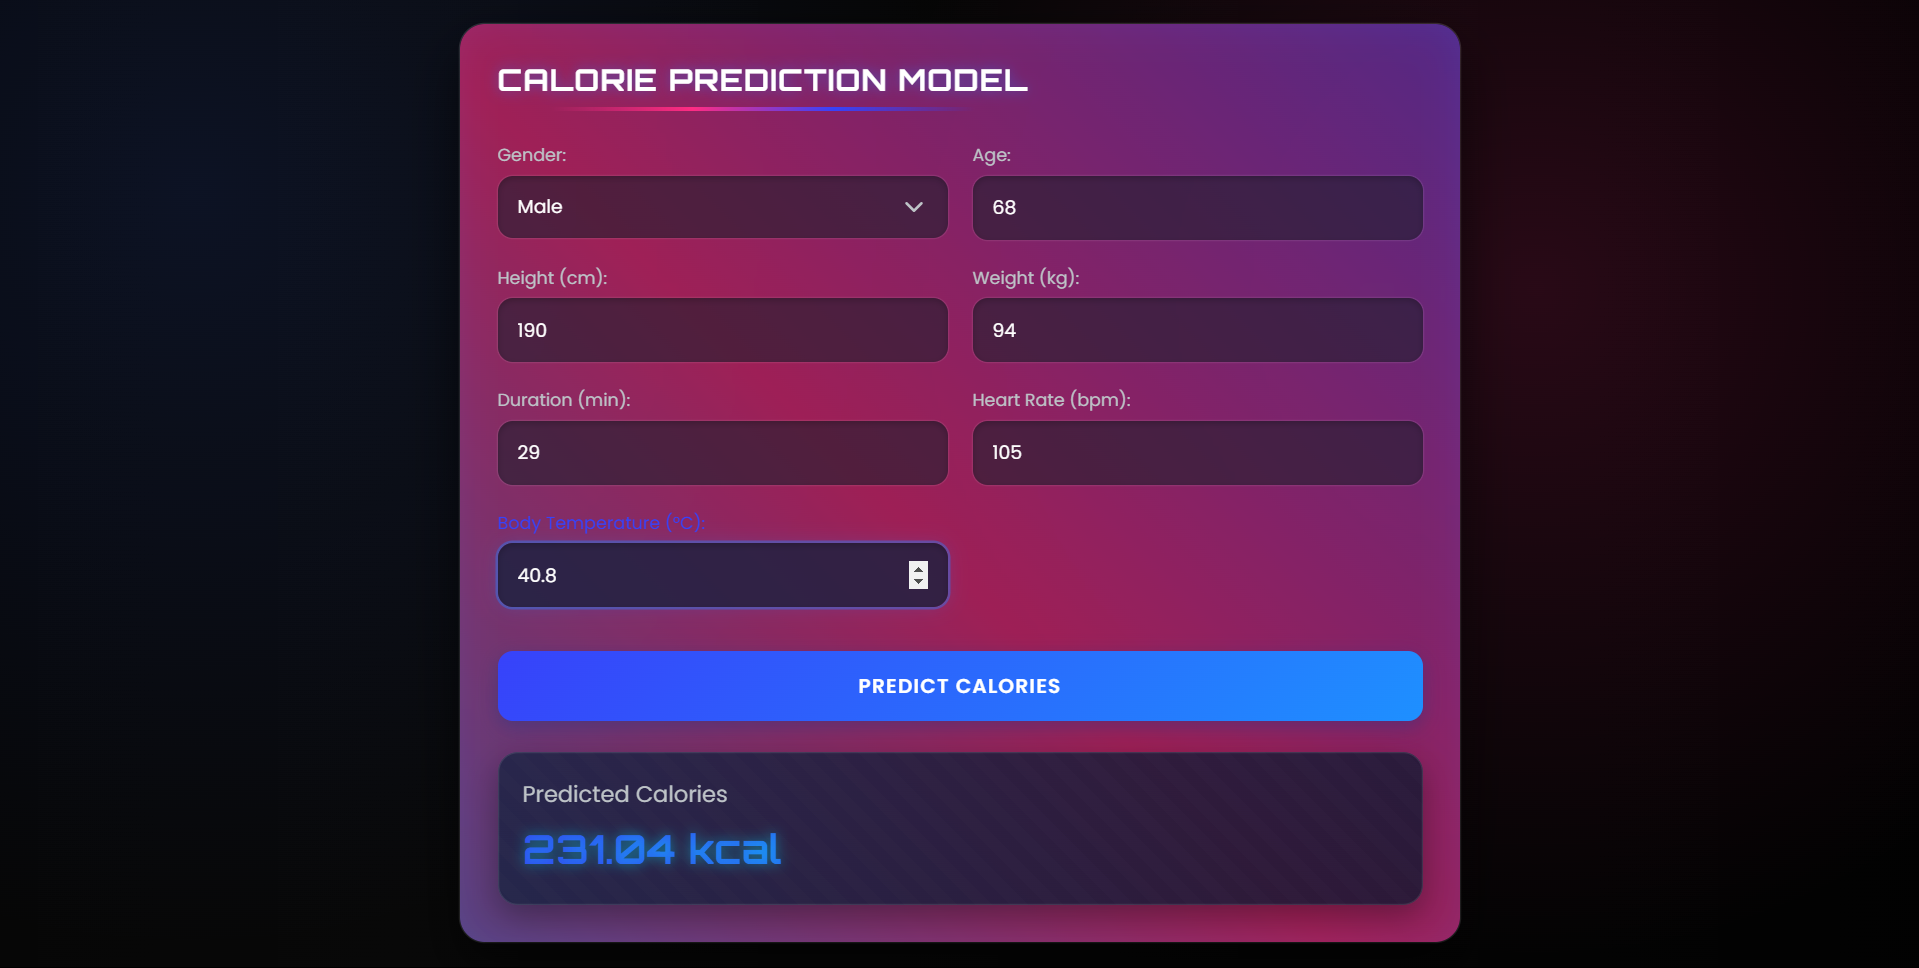 CALORIE PREDICTION MODEL
Gender:
Age:
Male
68
Height (cm):
Weight (kg):
190
94
Duration (min):
Heart Rate (bpm):
29
105
Body Temperature (°C):
40.8
PREDICT CALORIES
Predicted Calories
231.04 kcal